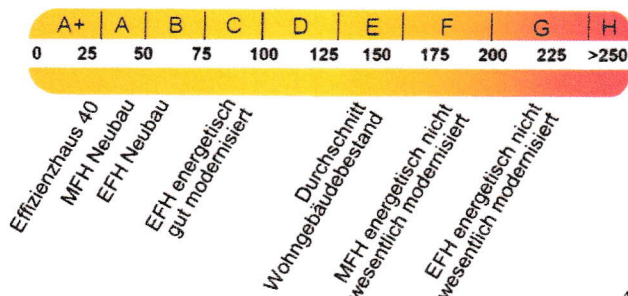 A+ A B C D E F G H
0 25 50 75 100 125 150 175 200 225 >250
Effizienzhaus 40
MFH Neubau
EFH Neubau
EFH energetisch
gut modernisiert
Durchschnitt
Wohngebäudebestand
MFH energetisch nicht
wesentlich modernisiert
EFH energetisch nicht
wesentlich modernisiert